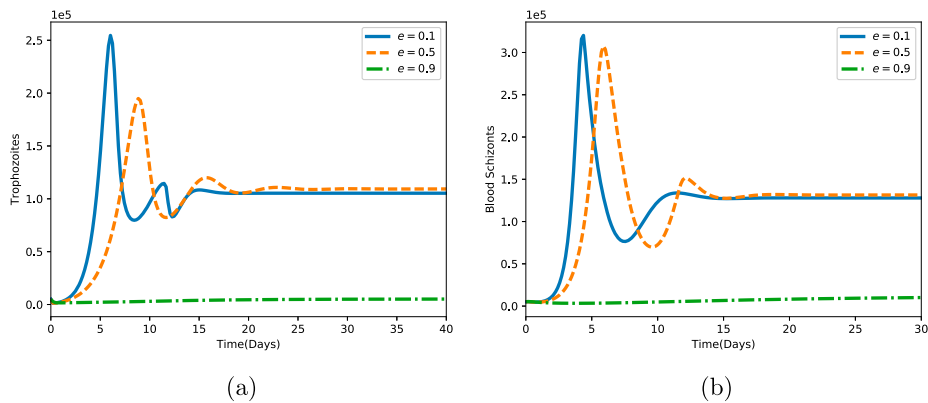 1e5
Trophozoites
2.5
2.0
1.5
1.0
0.5
0.0
0 5 10 15 20 25 30 35 40
Time(Days)
e = 0.1
e = 0.5
e = 0.9
(a)
1e5
Blood Schizonts
3.0
2.5
2.0
1.5
1.0
0.5
0.0
0 5 10 15 20 25 30
Time(Days)
e = 0.1
e = 0.5
e = 0.9
(b)